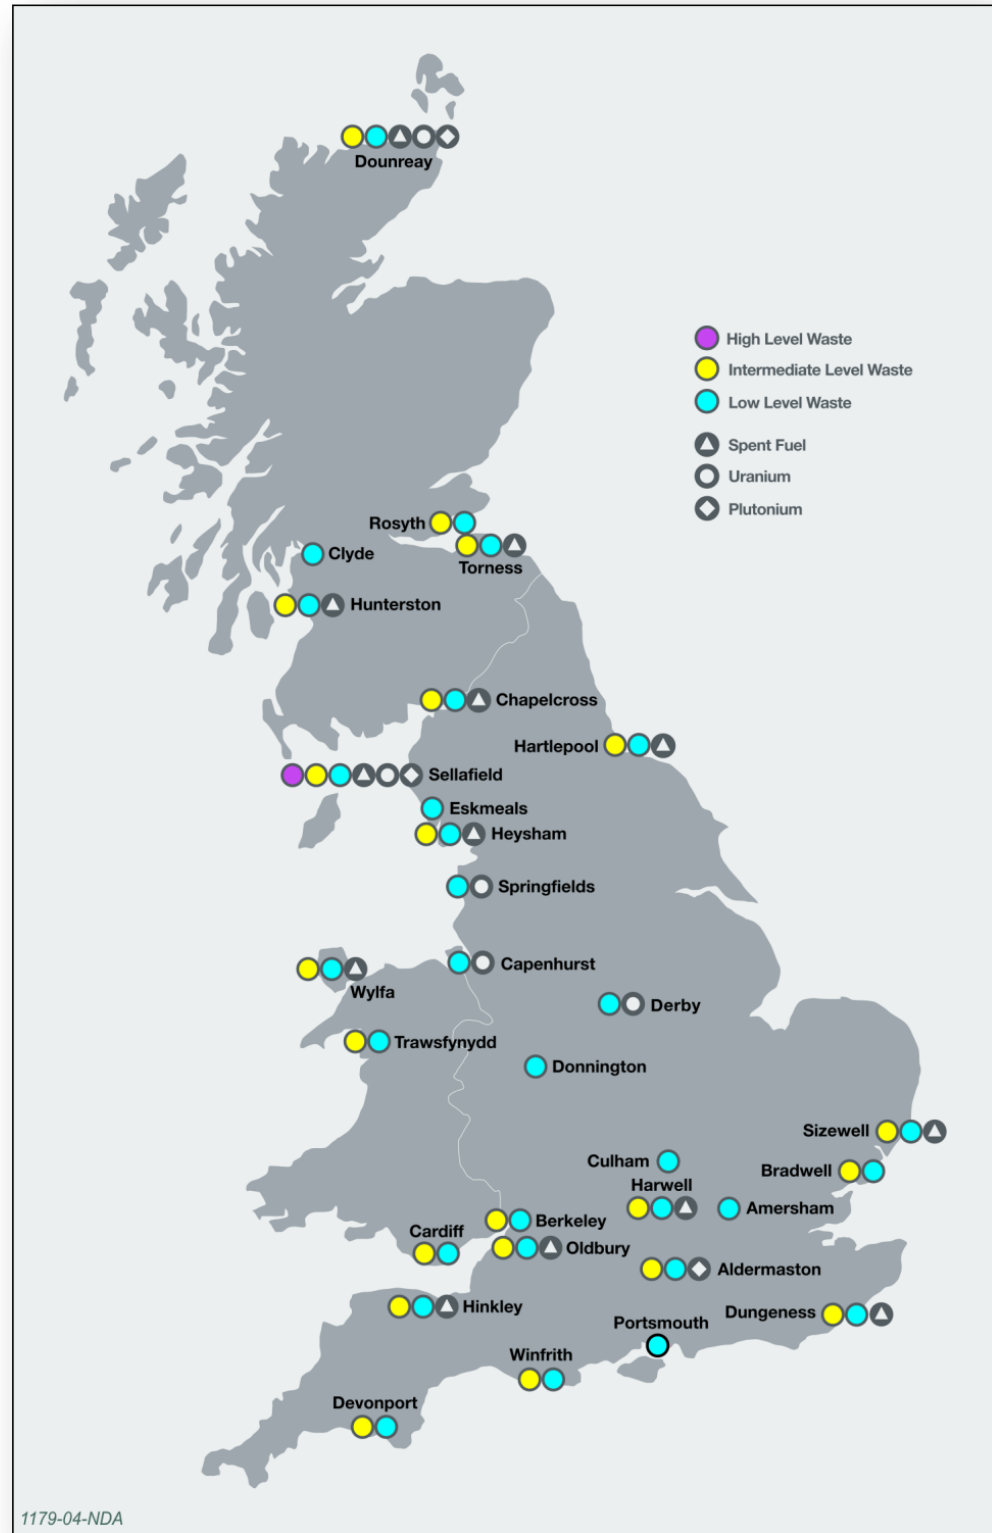 Dounreay
High Level Waste
Intermediate Level Waste
Low Level Waste
Spent Fuel
Uranium
Plutonium
Rosyth
Clyde
Torness
Hunterston
Chapelcross
Hartlepool
Sellafield
Eskmeals
Heysham
Springfields
Capenhurst
Wylfa
Derby
Trawsfynydd
Donnington
Sizewell
Culham
Bradwell
Harwell
Amersham
Berkeley
Cardiff
Oldbury
Aldermaston
Hinkley
Dungeness
Portsmouth
Winfrith
Devonport
1179-04-NDA